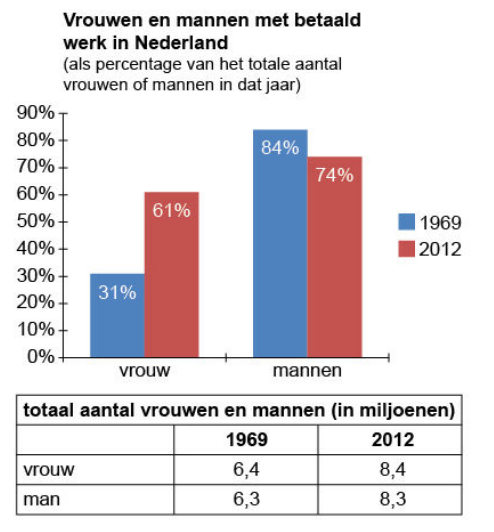 Vrouwen en mannen met betaald
werk in Nederland
(als percentage van het totale aantal
vrouwen of mannen in dat jaar)
90%
80%
70%
60%
50%
40%
30%
20%
10%
0%
31%
61%
84%
74%
vrouw
mannen
1969
2012
totaal aantal vrouwen en mannen (in miljoenen)
1969 2012
vrouw 6,4 8,4
man 6,3 8,3